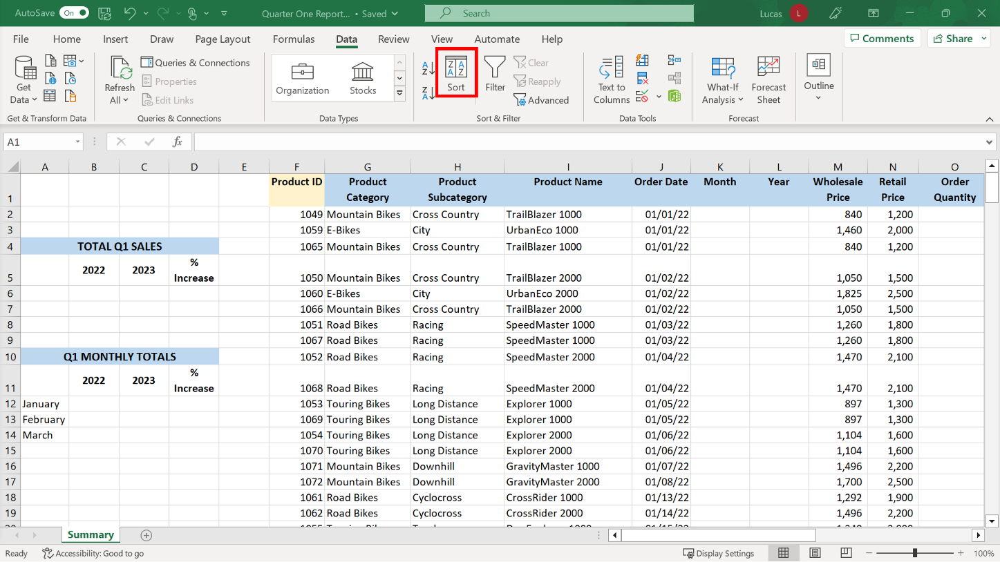 AutoSave On Quarter One Report... • Saved Search Lucas L
File Home Insert Draw Page Layout Formulas Data Review View Automate Help Comments Share
Get Data
Refresh All
Queries & Connections
Properties
Edit Links
Organization
Stocks
Sort
Filter
Clear
Reapply
Advanced
Text to Columns
What-If Analysis
Forecast Sheet
Outline
Get & Transform Data Queries & Connections Data Types Sort & Filter Data Tools Forecast
A1 fx
A B C D E F G H I J K L M N O
1 Product ID Product Category Product Subcategory Product Name Order Date Month Year Wholesale Price Retail Price Order Quantity
2 1049 Mountain Bikes Cross Country TrailBlazer 1000 01/01/22 840 1,200
3 1059 E-Bikes City UrbanEco 1000 01/01/22 1,460 2,000
4 TOTAL Q1 SALES 1065 Mountain Bikes Cross Country TrailBlazer 1000 01/01/22 840 1,200
5 2022 2023 % Increase 1050 Mountain Bikes Cross Country TrailBlazer 2000 01/02/22 1,050 1,500
6 1060 E-Bikes City UrbanEco 2000 01/02/22 1,825 2,500
7 1066 Mountain Bikes Cross Country TrailBlazer 2000 01/02/22 1,050 1,500
8 1051 Road Bikes Racing SpeedMaster 1000 01/03/22 1,260 1,800
9 1067 Road Bikes Racing SpeedMaster 1000 01/03/22 1,260 1,800
10 Q1 MONTHLY TOTALS 1052 Road Bikes Racing SpeedMaster 2000 01/04/22 1,470 2,100
11 2022 2023 % Increase 1068 Road Bikes Racing SpeedMaster 2000 01/04/22 1,470 2,100
12 January 1053 Touring Bikes Long Distance Explorer 1000 01/05/22 897 1,300
13 February 1069 Touring Bikes Long Distance Explorer 1000 01/05/22 897 1,300
14 March 1054 Touring Bikes Long Distance Explorer 2000 01/06/22 1,104 1,600
15 1070 Touring Bikes Long Distance Explorer 2000 01/06/22 1,104 1,600
16 1071 Mountain Bikes Downhill GravityMaster 1000 01/07/22 1,496 2,200
17 1072 Mountain Bikes Downhill GravityMaster 2000 01/08/22 1,700 2,500
18 1061 Road Bikes Cyclocross CrossRider 1000 01/13/22 1,292 1,900
19 1062 Road Bikes Cyclocross CrossRider 2000 01/14/22 1,496 2,200
Summary
Ready Accessibility: Good to go Display Settings 100%